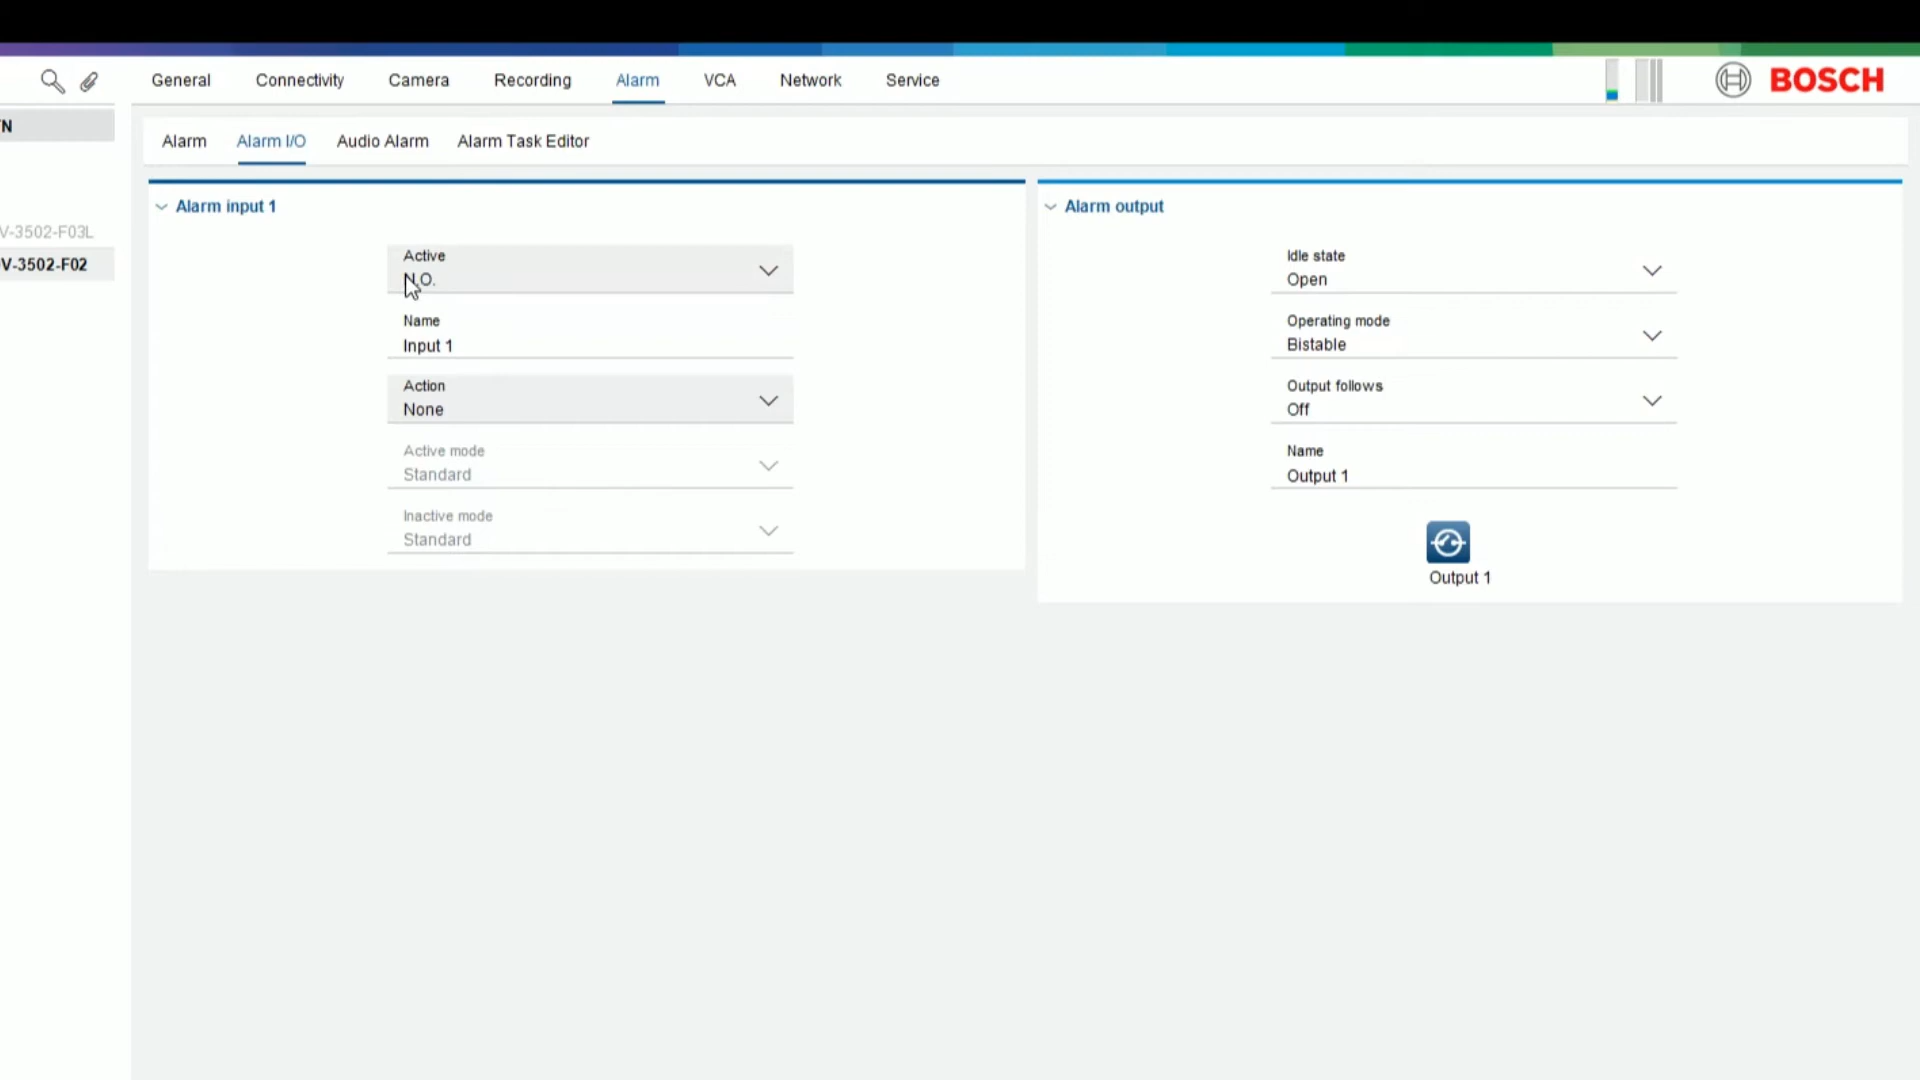 General Connectivity Camera Recording Alarm VCA Network Service BOSCH
N
Alarm Alarm I/O Audio Alarm Alarm Task Editor
V-3502-F03L
V-3502-F02
Alarm input 1
Active
N.O.
Name
Input 1
Action
None
Active mode
Standard
Inactive mode
Standard
Alarm output
Idle state
Open
Operating mode
Bistable
Output follows
Off
Name
Output 1
Output 1